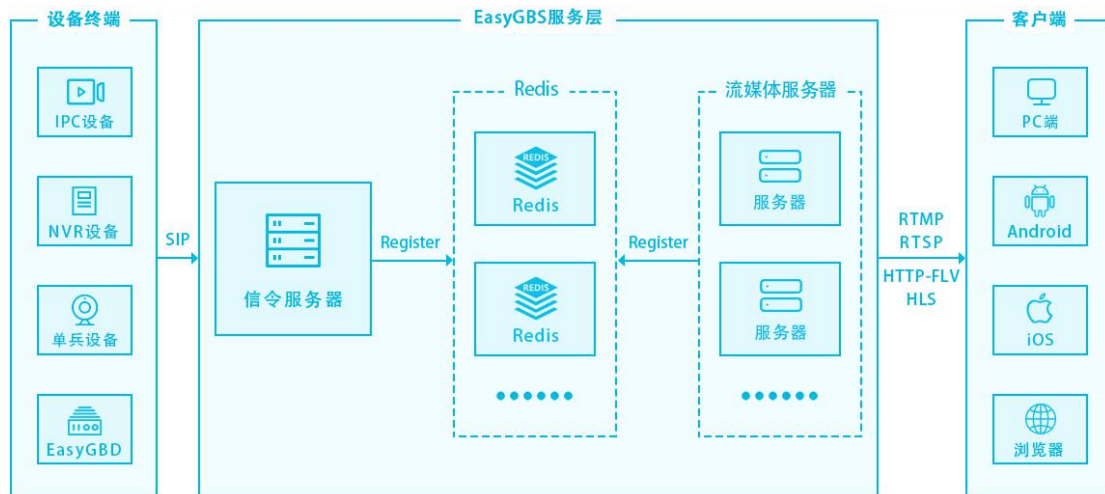 设备终端
IPC设备
NVR设备
单兵设备
EasyGBD
SIP
EasyGBS服务层
信令服务器
Register
Redis
REDIS
Redis
REDIS
Redis
Register
流媒体服务器
服务器
服务器
RTMP
RTSP
HTTP-FLV
HLS
客户端
PC端
Android
iOS
浏览器